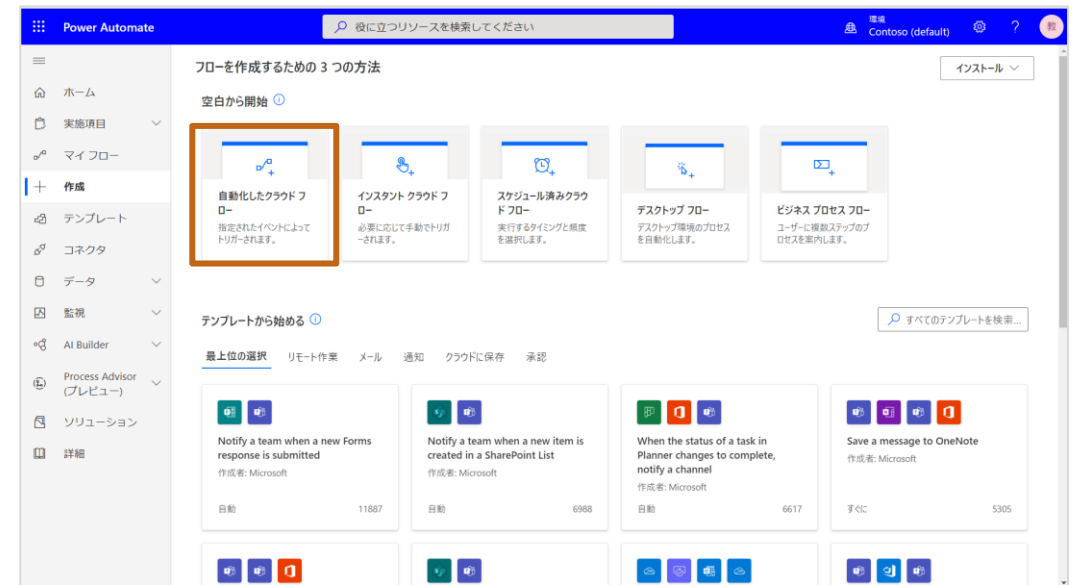 Power Automate
役に立つリソースを検索してください
環境
Contoso (default)
?
教
ホーム
実施項目
マイ フロー
作成
テンプレート
コネクタ
データ
監視
AI Builder
Process Advisor
(プレビュー)
ソリューション
詳細
フローを作成するための 3 つの方法
インストール
空白から開始
自動化したクラウド フ
ロー
指定されたイベントによって
トリガーされます。
インスタント クラウド フ
ロー
必要に応じて手動でトリガ
ーされます。
スケジュール済みクラウ
ド フロー
実行するタイミングと頻度
を選択します。
デスクトップ フロー
デスクトップ環境のプロセス
を自動化します。
ビジネス プロセス フロー
ユーザーに複数ステップのプ
ロセスを案内します。
テンプレートから始める
すべてのテンプレートを検索...
最上位の選択
リモート作業
メール
通知
クラウドに保存
承認
Notify a team when a new Forms
response is submitted
作成者: Microsoft
自動
11887
Notify a team when a new item is
created in a SharePoint List
作成者: Microsoft
自動
6988
When the status of a task in
Planner changes to complete,
notify a channel
作成者: Microsoft
自動
6617
Save a message to OneNote
作成者: Microsoft
すぐに
5305